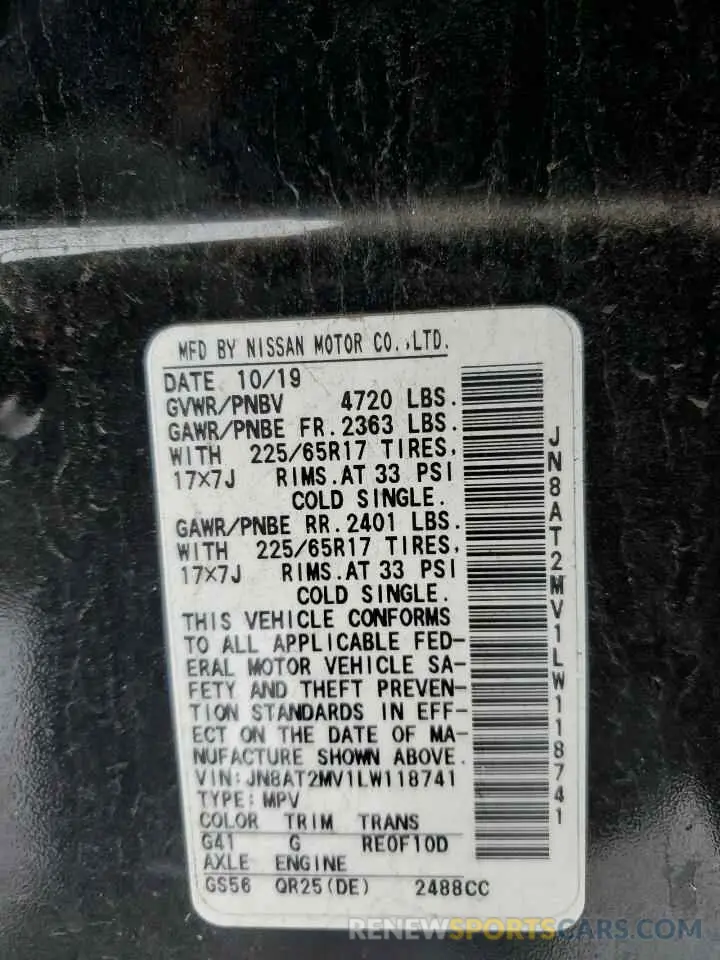 MFD BY NISSAN MOTOR CO.,LTD.
DATE 10/19
GVWR/PNBV 4720 LBS.
GAWR/PNBE FR.2363 LBS.
WITH 225/65R17 TIRES,
17×7J RIMS.AT 33 PSI
COLD SINGLE.
GAWR/PNBE RR.2401 LBS.
WITH 225/65R17 TIRES,
17×7J RIMS.AT 33 PSI
COLD SINGLE.
THIS VEHICLE CONFORMS
TO ALL APPLICABLE FED-
ERAL MOTOR VEHICLE SA-
FETY AND THEFT PREVEN-
TION STANDARDS IN EFF-
ECT ON THE DATE OF MA-
NUFACTURE SHOWN ABOVE.
VIN:JN8AT2MV1LW118741
TYPE:MPV
COLOR TRIM TRANS
G41 G RE0F10D
AXLE ENGINE
GS56 QR25(DE) 2488CC
JN8AT2MV1LW118741
RENEWSPORTSCARS.COM